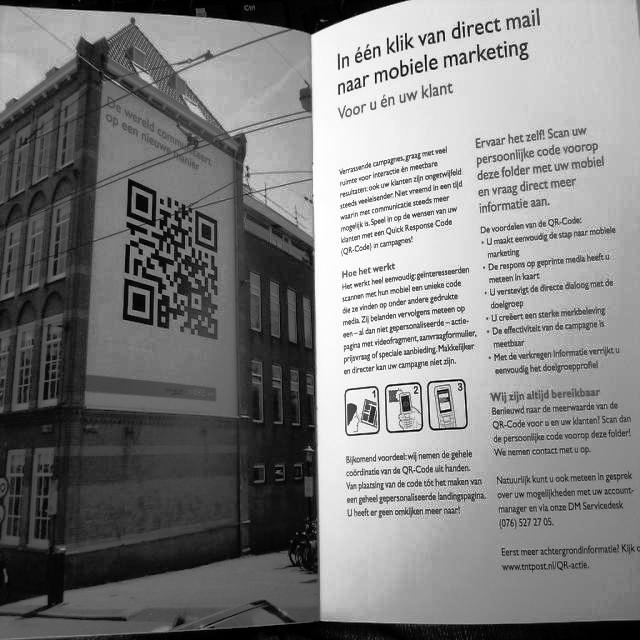 Ctrl
De wereld communiceert
op een nieuwe manier
In één klik van direct mail
naar mobiele marketing
Voor u én uw klant
Verrassende campagnes, graag met veel
ruimte voor interactie én meetbare
resultaten: ook uw klanten zijn ongetwijfeld
steeds veeleisender. Niet vreemd in een tijd
waarin met communicatie steeds meer
mogelijk is. Speel in op de wensen van uw
klanten met een Quick Response Code
(QR-Code) in campagnes!
Hoe het werkt
Het werkt heel eenvoudig: geïnteresseerden
scannen met hun mobiel een unieke code
die ze vinden op onder andere gedrukte
media. Zij belanden vervolgens meteen op
een – al dan niet gepersonaliseerde – actie-
pagina met videofragment, aanvraagformulier,
prijsvraag of speciale aanbieding. Makkelijker
en directer kan uw campagne niet zijn.
1 2 3
Bijkomend voordeel: wij nemen de gehele
coördinatie van de QR-Code uit handen.
Van plaatsing van de code tot het maken van
een geheel gepersonaliseerde landingspagina.
U heeft er geen omkijken meer naar!
Ervaar het zelf! Scan uw
persoonlijke code voorop
deze folder met uw mobiel
en vraag direct meer
informatie aan.
De voordelen van de QR-Code:
• U maakt eenvoudig de stap naar mobiele
marketing
• De respons op geprinte media heeft u
meteen in kaart
• U verstevigt de directe dialoog met de
doelgroep
• U creëert een sterke merkbeleving
• De effectiviteit van de campagne is
meetbaar
• Met de verkregen informatie verrijkt u
eenvoudig het doelgroepprofiel
Wij zijn altijd bereikbaar
Benieuwd naar de meerwaarde van de
QR-Code voor u en uw klanten? Scan dan
de persoonlijke code voorop deze folder!
We nemen contact met u op.
Natuurlijk kunt u ook meteen in gesprek
over uw mogelijkheden met uw account-
manager en via onze DM Servicedesk
(076) 527 27 05.
Eerst meer achtergrondinformatie? Kijk
www.tntpost.nl/QR-actie.